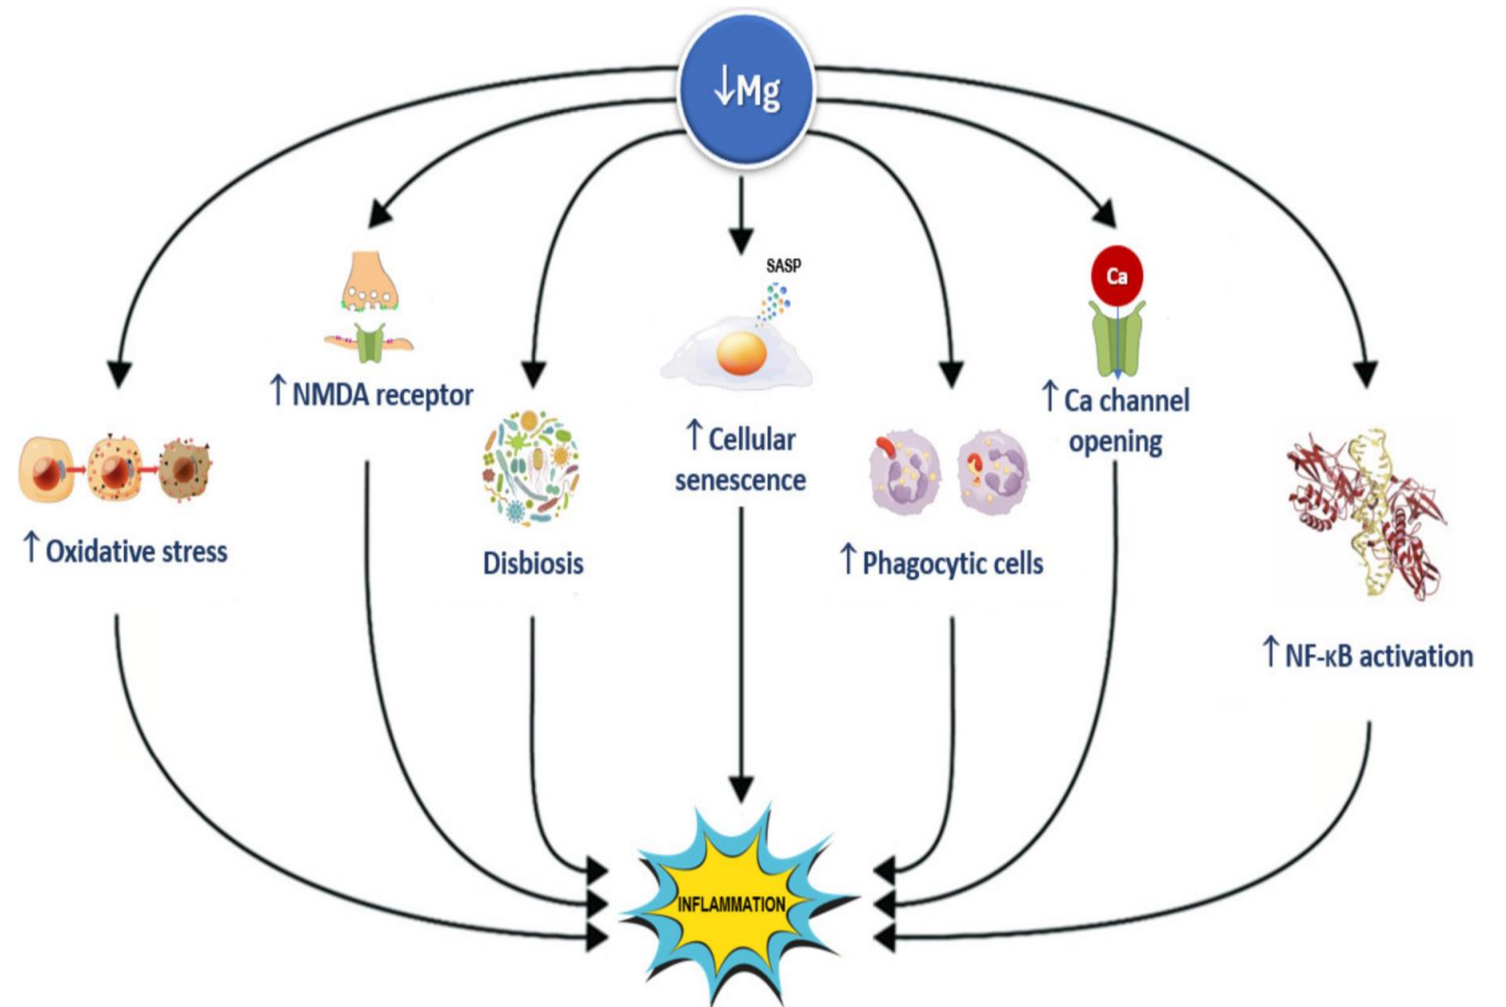 ↓Mg
SASP
Ca
↑ NMDA receptor
↑ Ca channel
opening
↑ Cellular
senescence
↑ Oxidative stress
Disbiosis
↑ Phagocytic cells
↑ NF-κB activation
INFLAMMATION